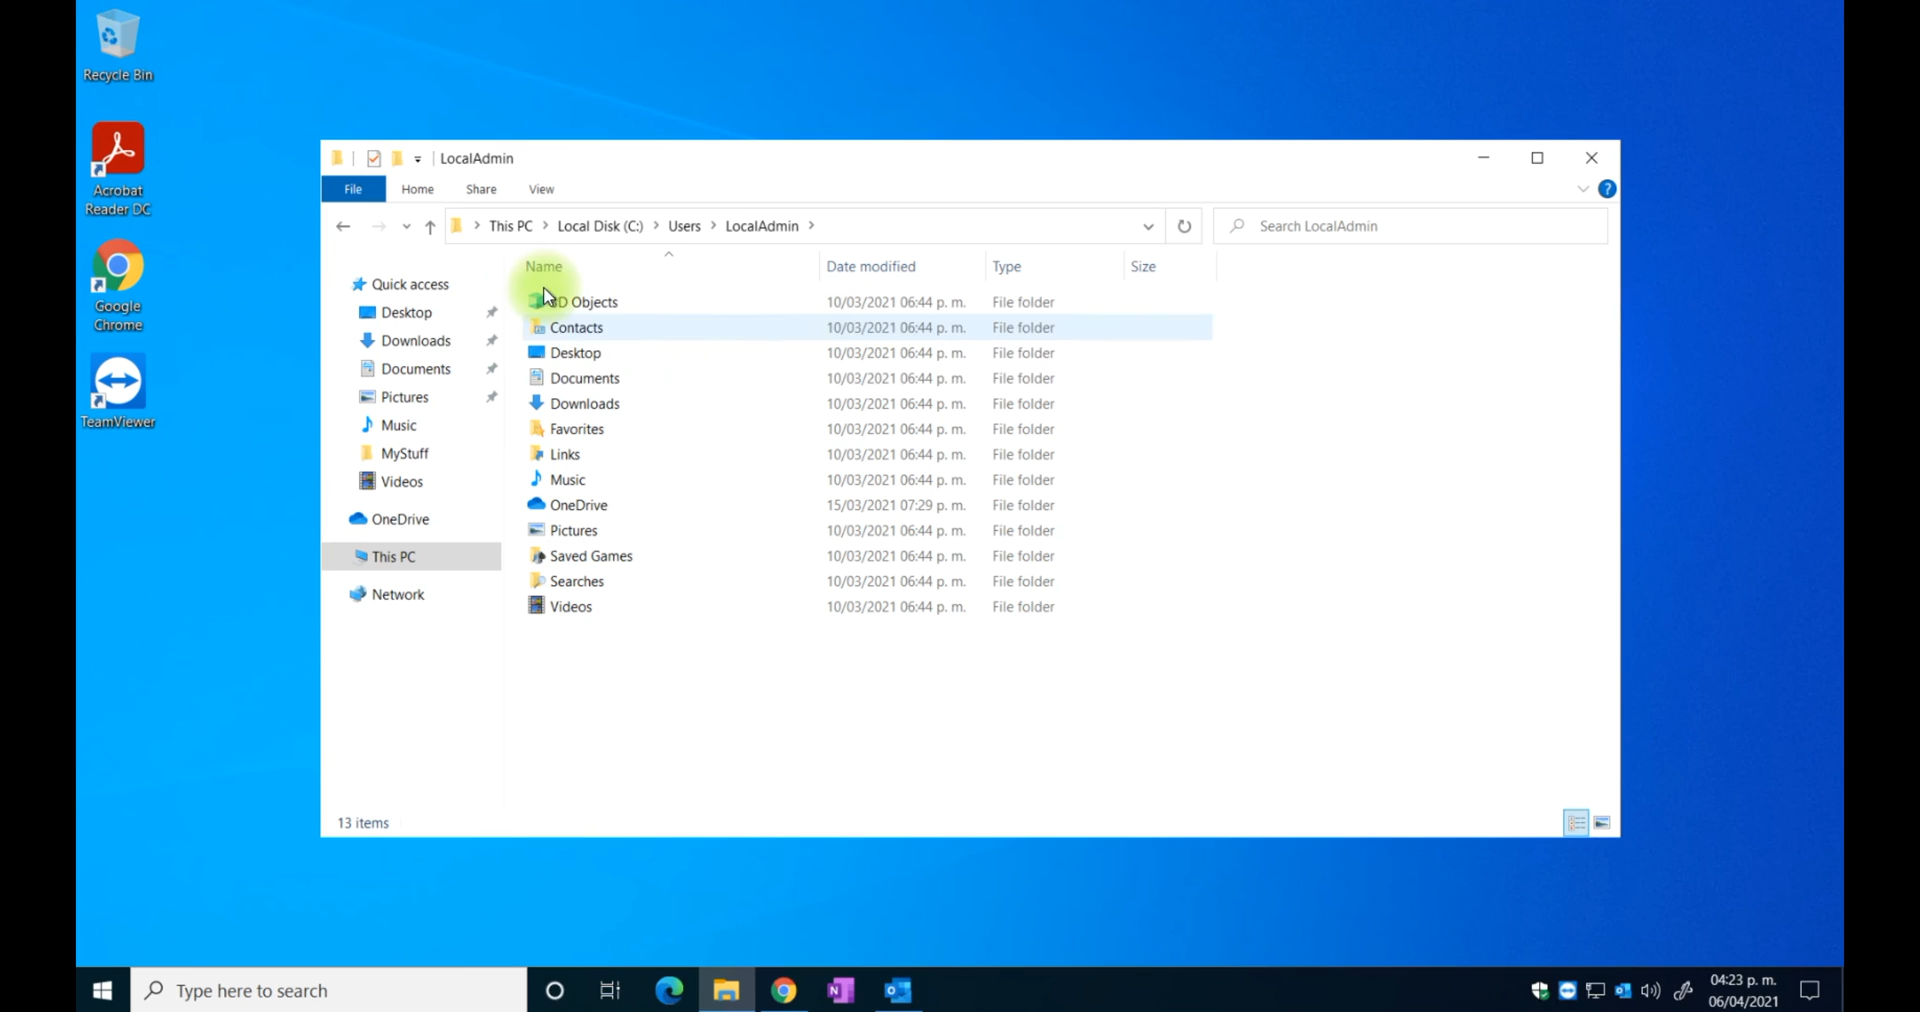 Recycle Bin
Acrobat
Reader DC
Google
Chrome
TeamViewer
LocalAdmin
File Home Share View
This PC Local Disk (C:) Users LocalAdmin
Search LocalAdmin
Quick access
Desktop
Downloads
Documents
Pictures
Music
MyStuff
Videos
OneDrive
This PC
Network
Name Date modified Type Size
3D Objects 10/03/2021 06:44 p. m. File folder
Contacts 10/03/2021 06:44 p. m. File folder
Desktop 10/03/2021 06:44 p. m. File folder
Documents 10/03/2021 06:44 p. m. File folder
Downloads 10/03/2021 06:44 p. m. File folder
Favorites 10/03/2021 06:44 p. m. File folder
Links 10/03/2021 06:44 p. m. File folder
Music 10/03/2021 06:44 p. m. File folder
OneDrive 15/03/2021 07:29 p. m. File folder
Pictures 10/03/2021 06:44 p. m. File folder
Saved Games 10/03/2021 06:44 p. m. File folder
Searches 10/03/2021 06:44 p. m. File folder
Videos 10/03/2021 06:44 p. m. File folder
13 items
Type here to search
04:23 p. m.
06/04/2021